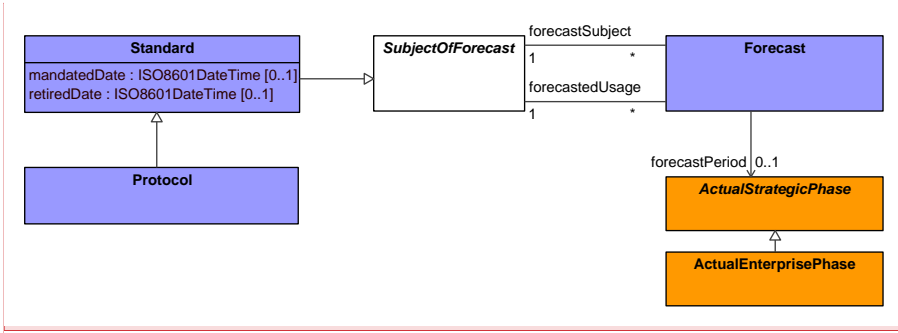 Standard
mandatedDate : ISO8601DateTime [0..1]
retiredDate : ISO8601DateTime [0..1]
SubjectOfForecast
forecastSubject
1 *
forecastedUsage
1 *
Forecast
Protocol
forecastPeriod 0..1
ActualStrategicPhase
ActualEnterprisePhase